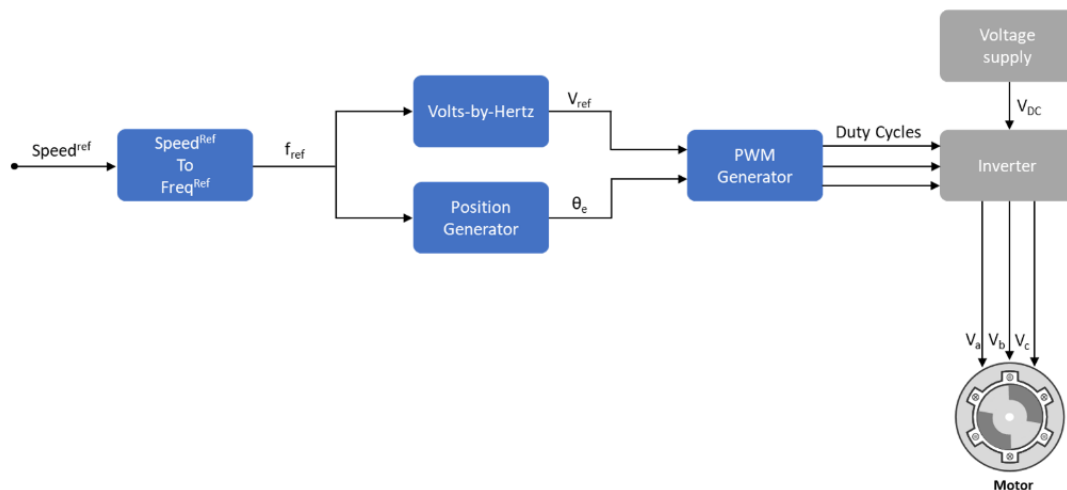 Voltage
supply
V_DC
Speed^ref
Speed^Ref
To
Freq^Ref
f_ref
Volts-by-Hertz
V_ref
Position
Generator
θ_e
PWM
Generator
Duty Cycles
Inverter
V_a V_b V_c
Motor